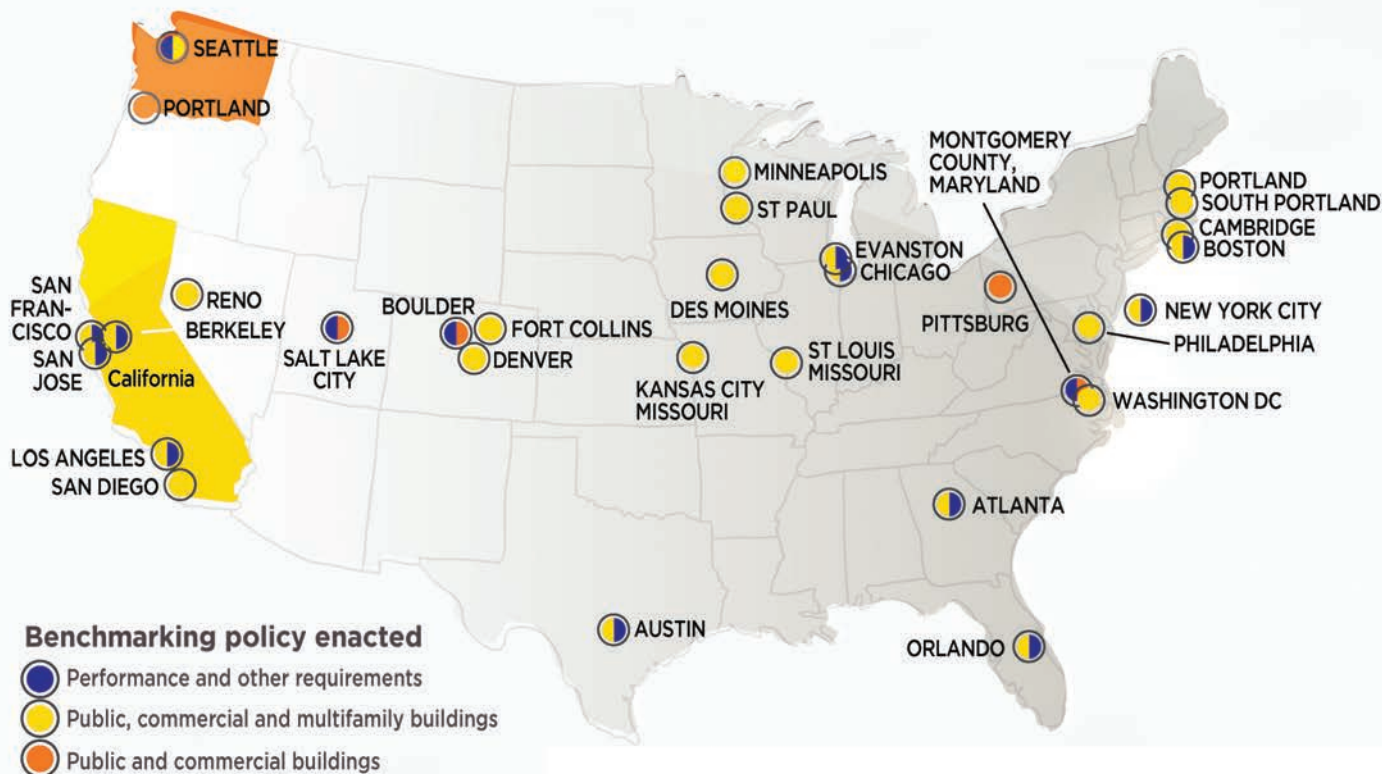 SEATTLE
PORTLAND
MONTGOMERY
COUNTY,
MARYLAND
MINNEAPOLIS
ST PAUL
PORTLAND
SOUTH PORTLAND
CAMBRIDGE
BOSTON
EVANSTON
CHICAGO
SAN
FRAN-
CISCO
RENO
BERKELEY
BOULDER
FORT COLLINS
DES MOINES
PITTSBURG
NEW YORK CITY
PHILADELPHIA
SAN
JOSE
California
SALT LAKE
CITY
DENVER
KANSAS CITY
MISSOURI
ST LOUIS
MISSOURI
WASHINGTON DC
LOS ANGELES
SAN DIEGO
ATLANTA
AUSTIN
ORLANDO
Benchmarking policy enacted
Performance and other requirements
Public, commercial and multifamily buildings
Public and commercial buildings